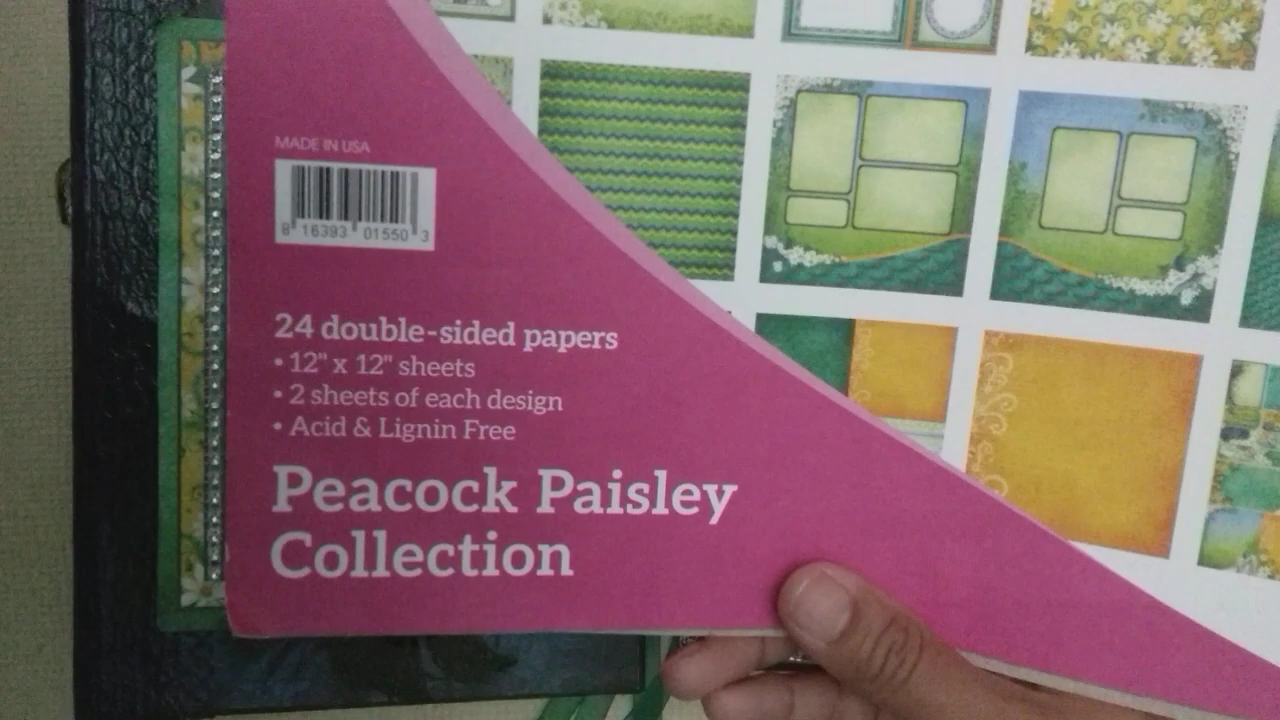 MADE IN USA
8 16393 01550 3
24 double-sided papers
• 12" x 12" sheets
• 2 sheets of each design
• Acid & Lignin Free
Peacock Paisley
Collection